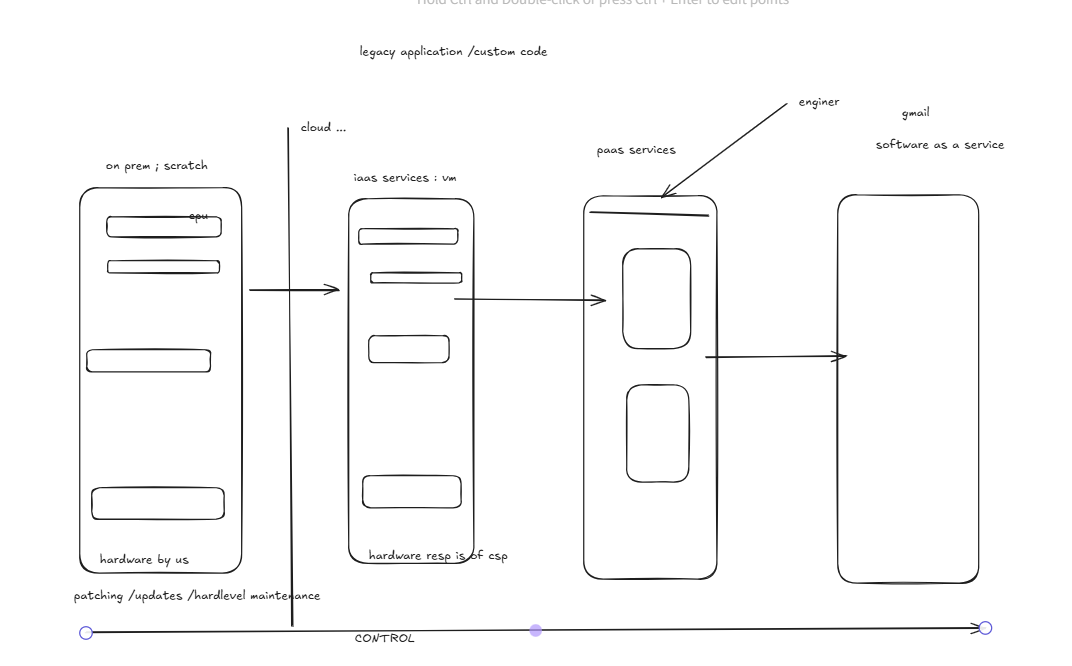 Hold Ctrl and Double-click or press Ctrl + Enter to edit points
legacy application /custom code
enginer
gmail
cloud ...
software as a service
paas services
on prem ; scratch
iaas services : vm
cpu
hardware resp is of csp
hardware by us
patching /updates /hardlevel maintenance
CONTROL